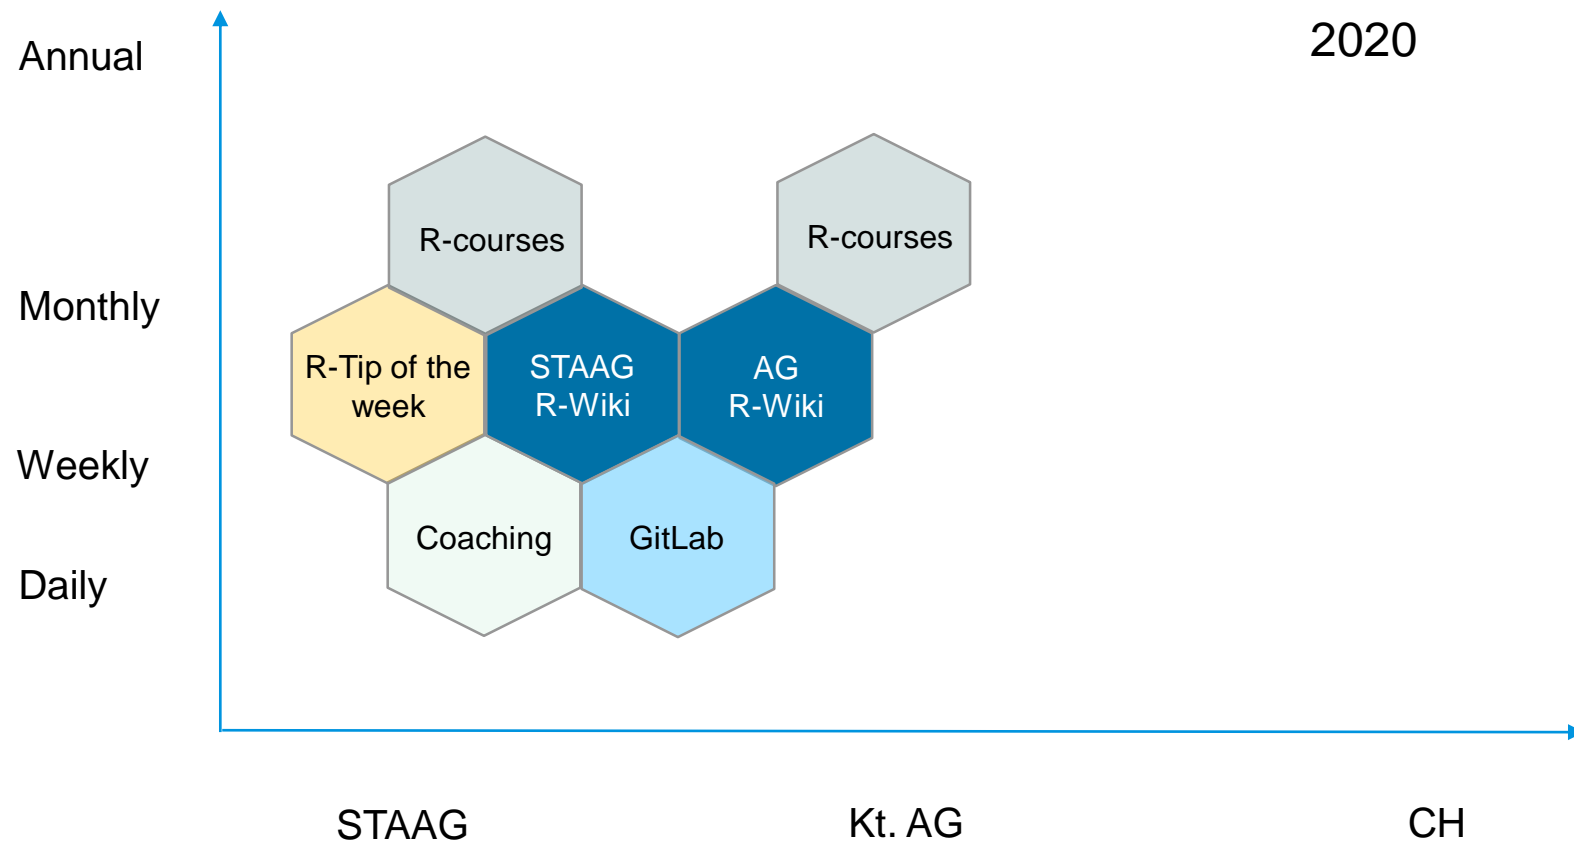 Annual
2020
R-courses
R-courses
Monthly
R-Tip of the
week
STAAG
R-Wiki
AG
R-Wiki
Weekly
Coaching
GitLab
Daily
STAAG
Kt. AG
CH